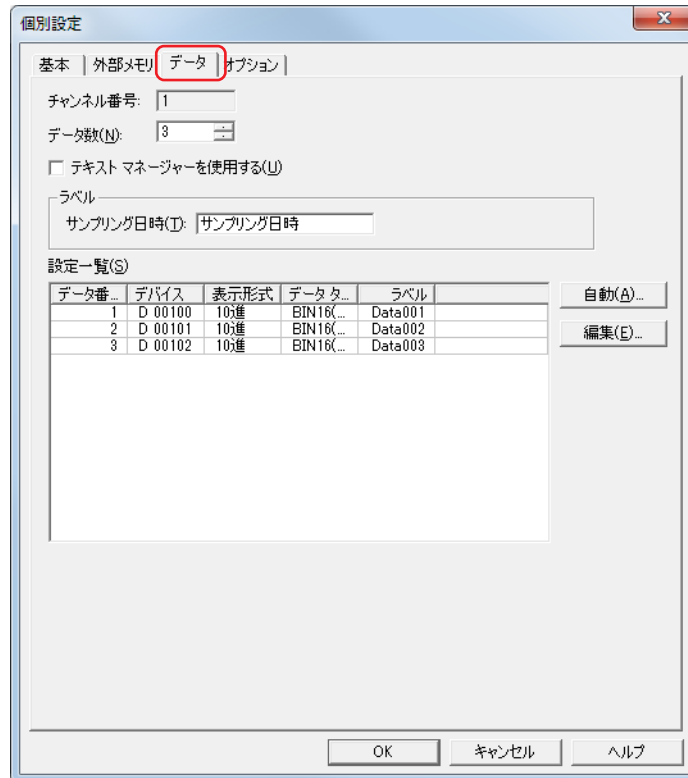 個別設定
基本 外部メモリ データ オプション
チャンネル番号: 1
データ数(N): 3
テキスト マネージャーを使用する(U)
ラベル
サンプリング日時(T): サンプリング日時
設定一覧(S)
データ番... デバイス 表示形式 データ タ... ラベル 自動(A)...
1 D 00100 10進 BIN16(... Data001
2 D 00101 10進 BIN16(... Data002 編集(E)...
3 D 00102 10進 BIN16(... Data003
OK キャンセル ヘルプ